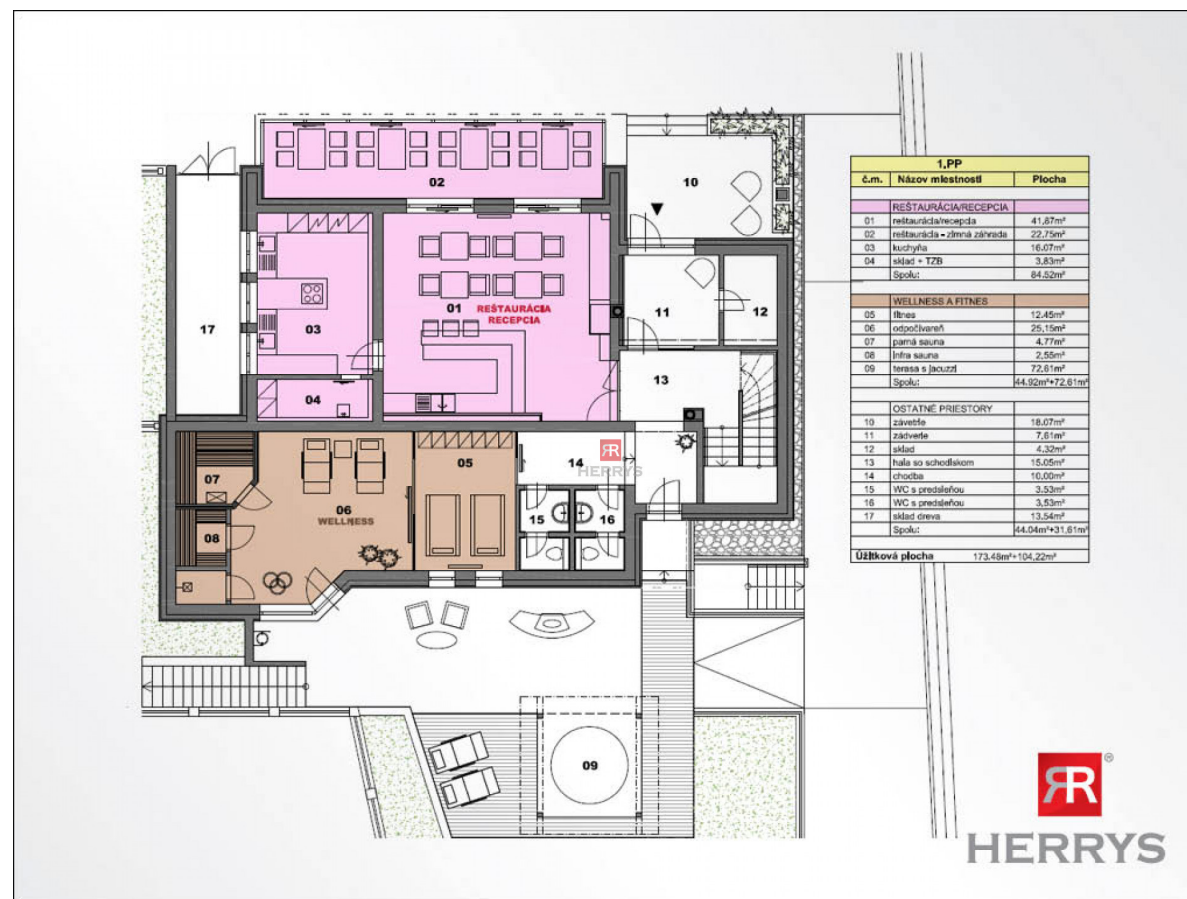 02
10
17
03
01
REŠTAURÁCIA
RECEPCIA
11
12
13
04
07
08
06
WELLNESS
05
14
RR
HERRYS
15
16
09
1.PP
č.m. Názov miestnosti Plocha
REŠTAURÁCIA/RECEPCIA
01 reštaurácia/recepcia 41,87m²
02 reštaurácia - zimná záhrada 22,75m²
03 kuchyňa 16.07m²
04 sklad + TZB 3,83m²
Spolu: 84.52m²
WELLNESS A FITNES
05 fitnes 12.45m²
06 odpočívareň 25,15m²
07 parná sauna 4.77m²
08 infra sauna 2,55m²
09 terasa s jacuzzi 72,61m²
Spolu: 44.92m²+72,61m²
OSTATNÉ PRIESTORY
10 závetrie 18.07m²
11 zádverie 7,61m²
12 sklad 4.32m²
13 hala so schodiskom 15.05m²
14 chodba 10.00m²
15 WC s predsieňou 3.53m²
16 WC s predsieňou 3,53m²
17 sklad dreva 13.54m²
Spolu: 44.04m²+31,61m²
Úžitková plocha 173.48m²+104,22m²
RR®
HERRYS